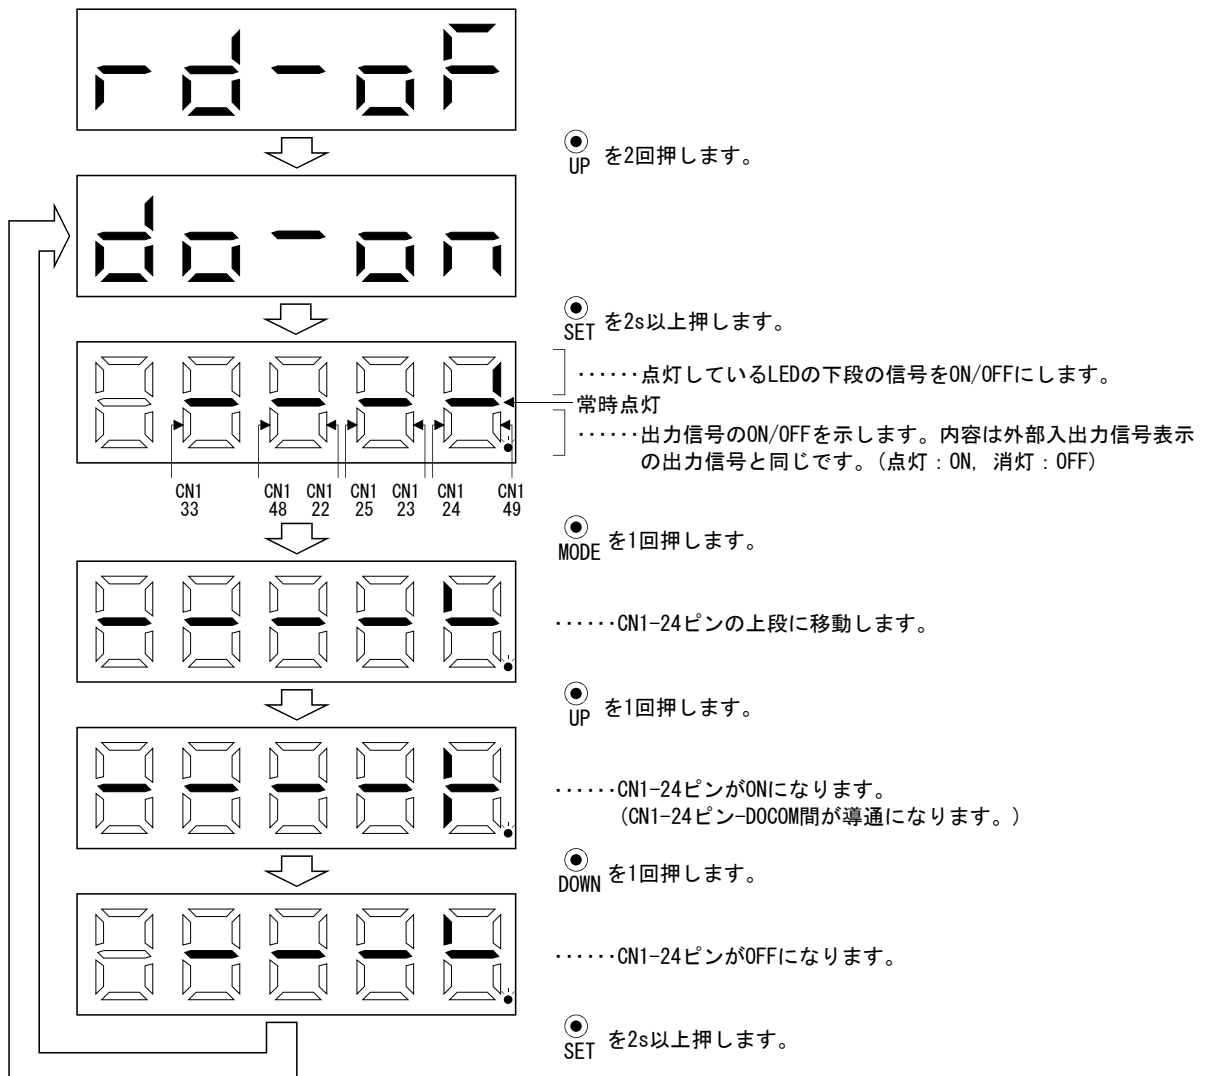 rd-oF
UP を2回押します。
do-on
SET を2s以上押します。
······点灯しているLEDの下段の信号をON/OFFにします。
常時点灯
······出力信号のON/OFFを示します。内容は外部入出力信号表示
の出力信号と同じです。(点灯：ON, 消灯：OFF)
CN1 33
CN1 48
CN1 22
CN1 25
CN1 23
CN1 24
CN1 49
MODE を1回押します。
······CN1-24ピンの上段に移動します。
UP を1回押します。
······CN1-24ピンがONになります。
(CN1-24ピン-DOCOM間が導通になります。)
DOWN を1回押します。
······CN1-24ピンがOFFになります。
SET を2s以上押します。